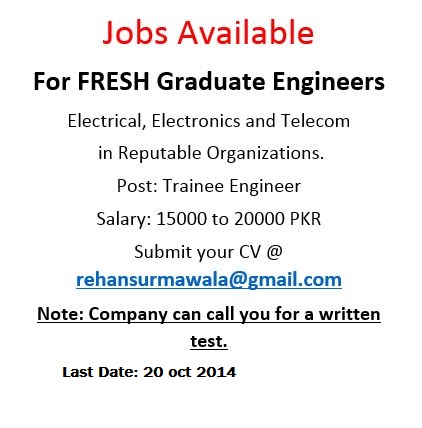 Jobs Available
For FRESH Graduate Engineers
Electrical, Electronics and Telecom
in Reputable Organizations.
Post: Trainee Engineer
Salary: 15000 to 20000 PKR
Submit your CV @
rehansurmawala@gmail.com
Note: Company can call you for a written
test.
Last Date: 20 oct 2014